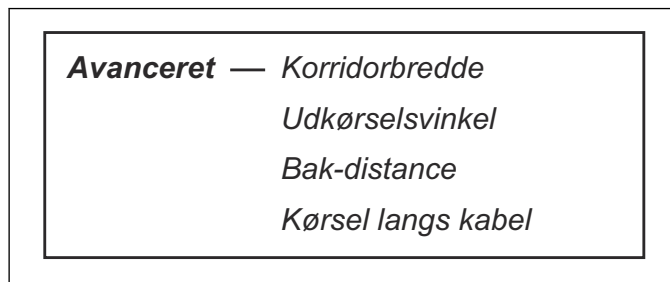 Avanceret — Korridorbredde
Udkørselsvinkel
Bak-distance
Kørsel langs kabel